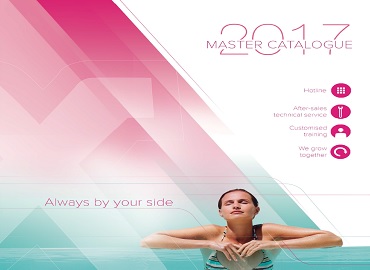 2017
MASTER CATALOGUE
Hotline
After-sales
technical service
Customised
training
We grow
together
Always by your side